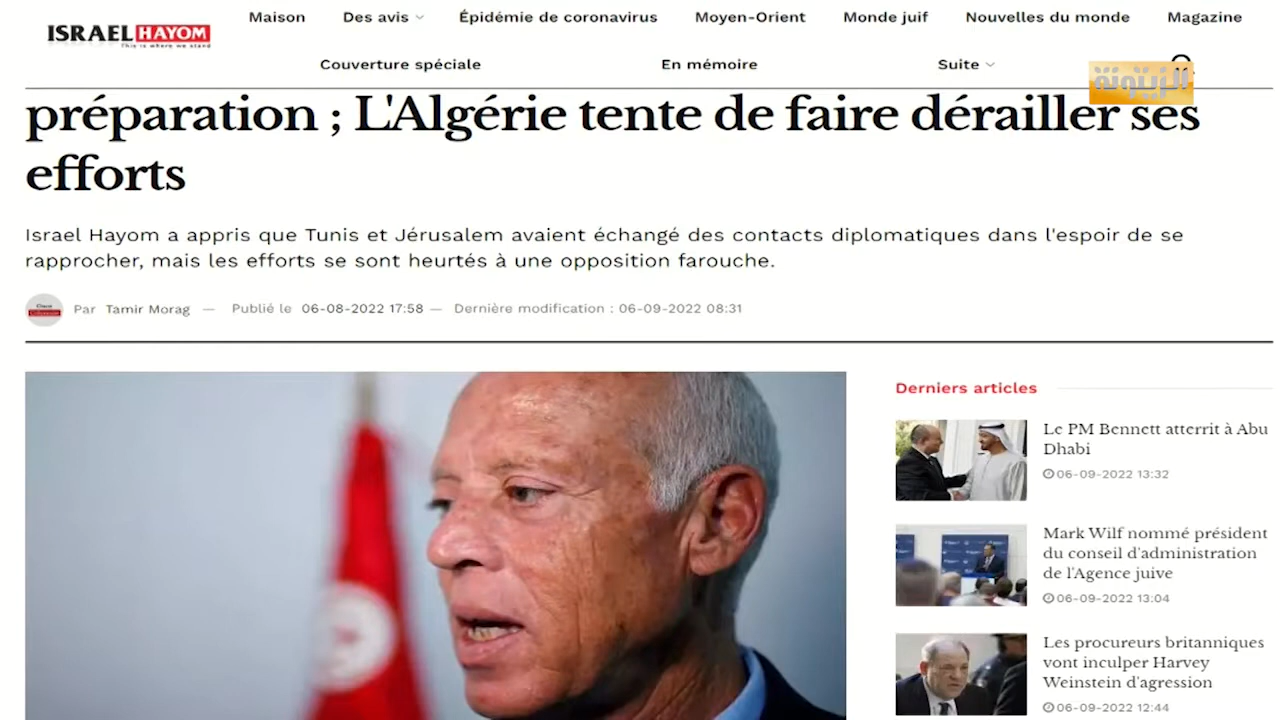 Maison Des avis Épidémie de coronavirus Moyen-Orient Monde juif Nouvelles du monde Magazine
ISRAEL HAYOM
This is where we stand
Couverture spéciale En mémoire Suite
الزيتونة
préparation ; L'Algérie tente de faire dérailler ses
efforts
Israel Hayom a appris que Tunis et Jérusalem avaient échangé des contacts diplomatiques dans l'espoir de se
rapprocher, mais les efforts se sont heurtés à une opposition farouche.
Par Tamir Morag — Publié le 06-08-2022 17:58 — Dernière modification : 06-09-2022 08:31
Derniers articles
Le PM Bennett atterrit à Abu
Dhabi
06-09-2022 13:32
Mark Wilf nommé président
du conseil d'administration
de l'Agence juive
06-09-2022 13:04
Les procureurs britanniques
vont inculper Harvey
Weinstein d'agression
06-09-2022 12:44